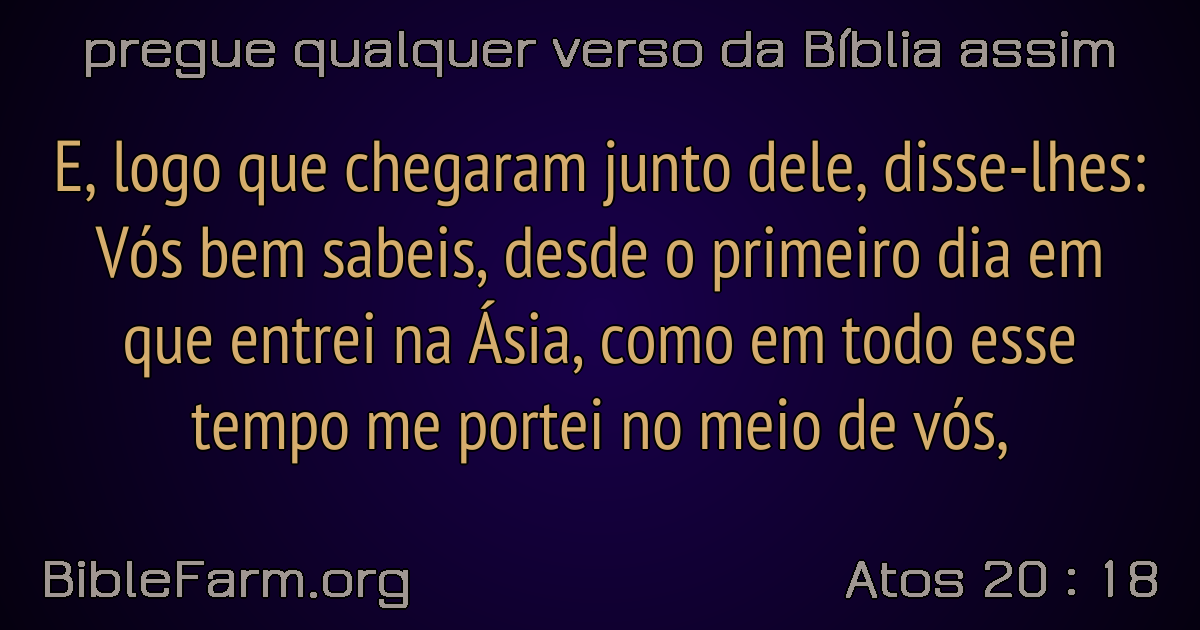 pregue qualquer verso da Bíblia assim
E, logo que chegaram junto dele, disse-lhes:
Vós bem sabeis, desde o primeiro dia em
que entrei na Ásia, como em todo esse
tempo me portei no meio de vós,
BibleFarm.org
Atos 20 : 18